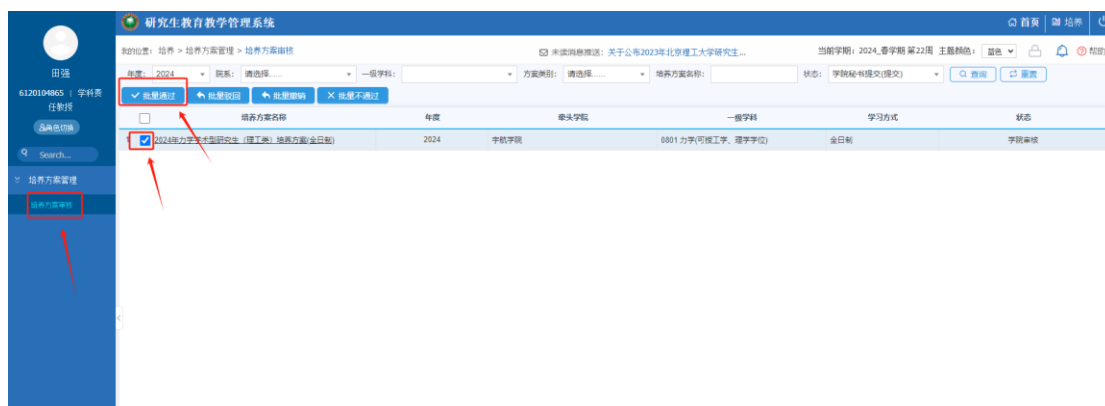 研究生教育教学管理系统
首页
培养
我的位置：培养 > 培养方案管理 > 培养方案审核
未读消息推送：关于公布2023年北京理工大学研究生...
当前学期：2024_春学期 第22周 主题颜色：蓝色
帮助
田强
6120104865 | 学科责任教授
角色切换
Search...
培养方案管理
培养方案审核
年度：2024
院系：请选择......
一级学科：
方案类别：请选择......
培养方案名称：
状态：学院秘书提交(提交)
查询
重置
批量通过
批量驳回
批量撤销
批量不通过
培养方案名称 年度 牵头学院 一级学科 学习方式 状态
2024年力学学术型研究生（理工类）培养方案(全日制) 2024 宇航学院 0801 力学(可授工学、理学学位) 全日制 学院审核